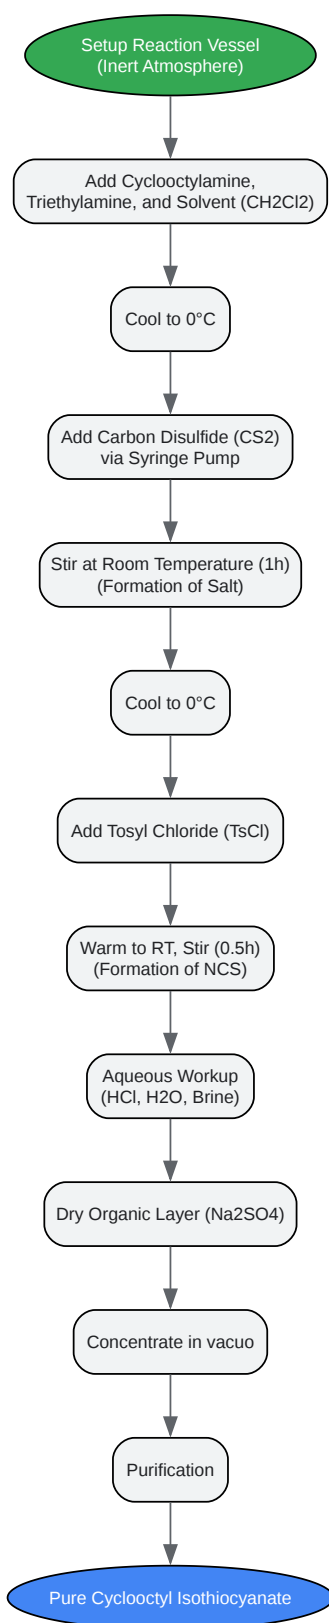 Setup Reaction Vessel
(Inert Atmosphere)
Add Cyclooctylamine,
Triethylamine, and Solvent (CH2Cl2)
Cool to 0°C
Add Carbon Disulfide (CS2)
via Syringe Pump
Stir at Room Temperature (1h)
(Formation of Salt)
Cool to 0°C
Add Tosyl Chloride (TsCl)
Warm to RT, Stir (0.5h)
(Formation of NCS)
Aqueous Workup
(HCl, H2O, Brine)
Dry Organic Layer (Na2SO4)
Concentrate in vacuo
Purification
Pure Cyclooctyl Isothiocyanate